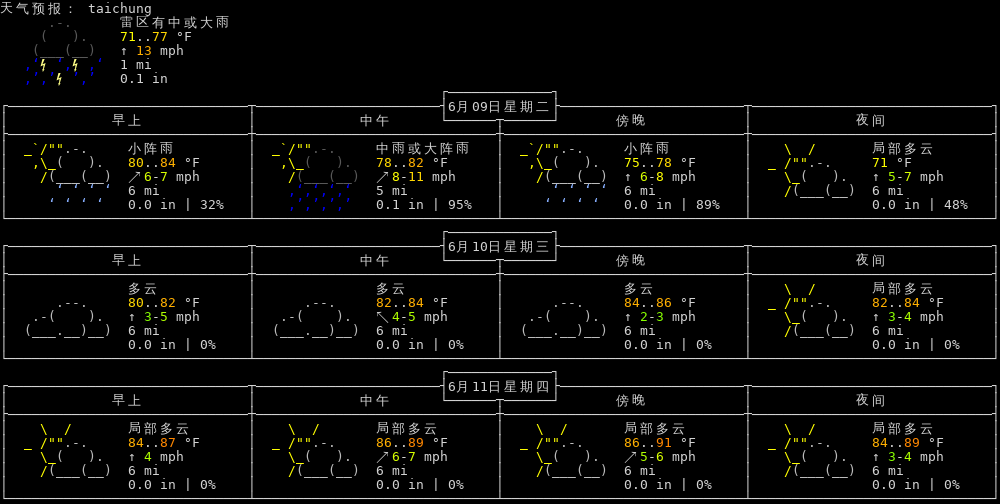 天气预报： taichung
雷区有中或大雨
71..77 °F
↑ 13 mph
1 mi
0.1 in
6月09日星期二
早上 中午 傍晚 夜间
小阵雨 中雨或大阵雨 小阵雨 局部多云
80..84 °F 78..82 °F 75..78 °F 71 °F
↗6-7 mph ↗8-11 mph ↑ 6-8 mph ↑ 5-7 mph
6 mi 5 mi 6 mi 6 mi
0.0 in | 32% 0.1 in | 95% 0.0 in | 89% 0.0 in | 48%
6月10日星期三
早上 中午 傍晚 夜间
多云 多云 多云 局部多云
80..82 °F 82..84 °F 84..86 °F 82..84 °F
↑ 3-5 mph ↖4-5 mph ↑ 2-3 mph ↑ 3-4 mph
6 mi 6 mi 6 mi 6 mi
0.0 in | 0% 0.0 in | 0% 0.0 in | 0% 0.0 in | 0%
6月11日星期四
早上 中午 傍晚 夜间
局部多云 局部多云 局部多云 局部多云
84..87 °F 86..89 °F 86..91 °F 84..89 °F
↑ 4 mph ↗6-7 mph ↗5-6 mph ↑ 3-4 mph
6 mi 6 mi 6 mi 6 mi
0.0 in | 0% 0.0 in | 0% 0.0 in | 0% 0.0 in | 0%